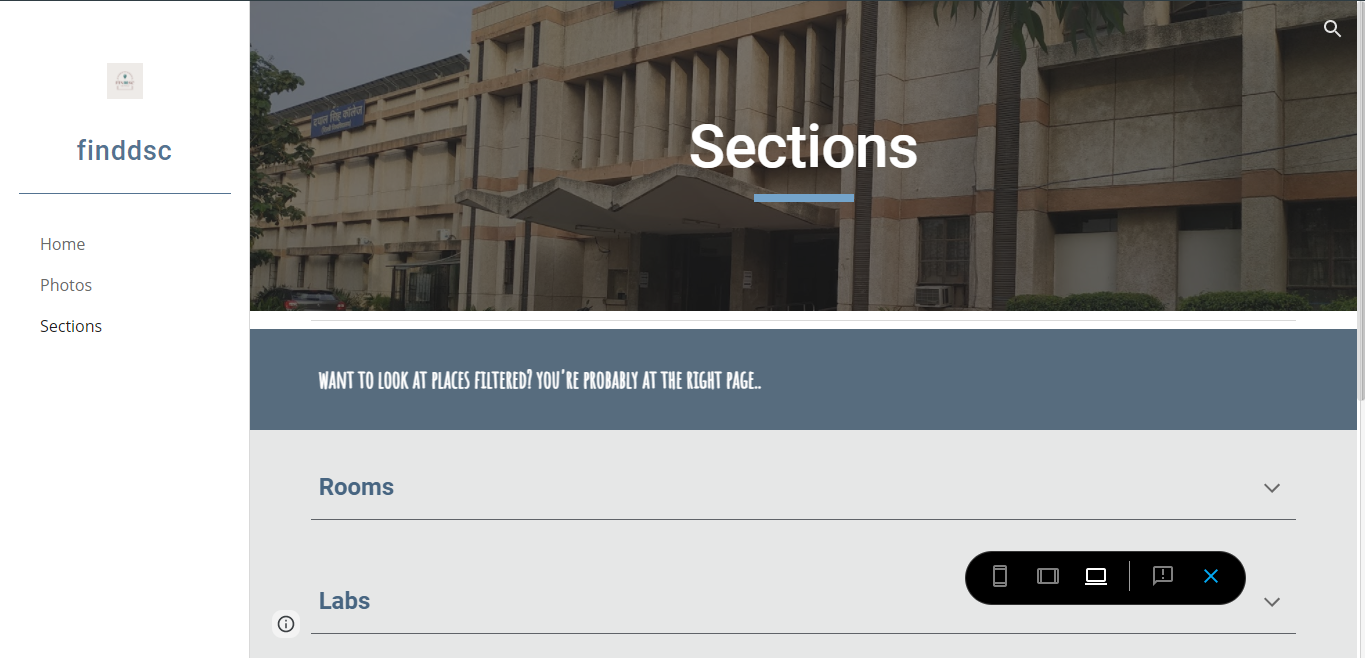 finddsc
Home
Photos
Sections
दयाल सिंह कॉलेज
Sections
WANT TO LOOK AT PLACES FILTERED? YOU'RE PROBABLY AT THE RIGHT PAGE..
Rooms
Labs